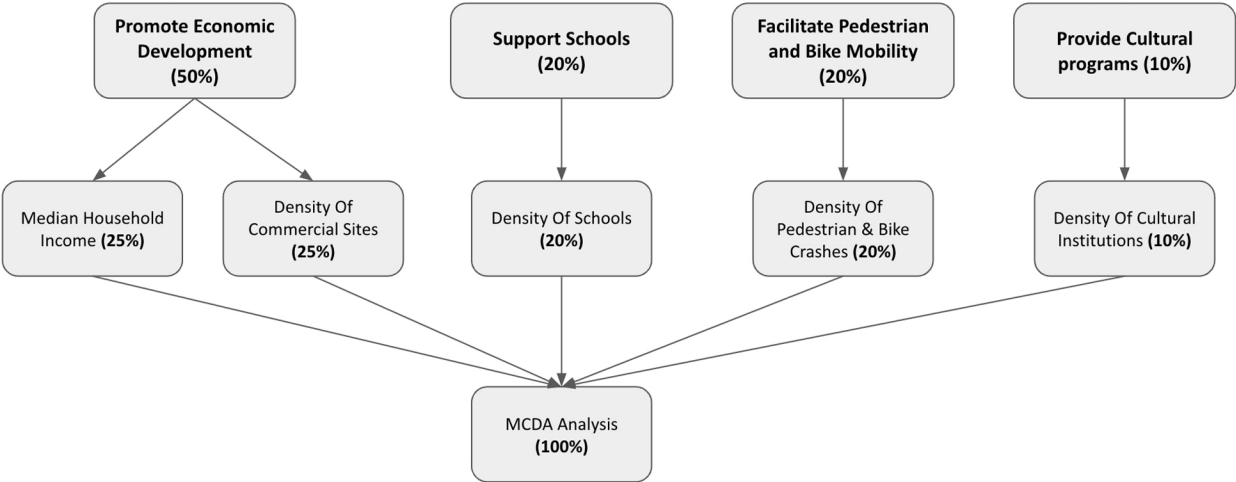 Promote Economic
Development
(50%)
Support Schools
(20%)
Facilitate Pedestrian
and Bike Mobility
(20%)
Provide Cultural
programs (10%)
Median Household
Income (25%)
Density Of
Commercial Sites
(25%)
Density Of Schools
(20%)
Density Of
Pedestrian & Bike
Crashes (20%)
Density Of Cultural
Institutions (10%)
MCDA Analysis
(100%)